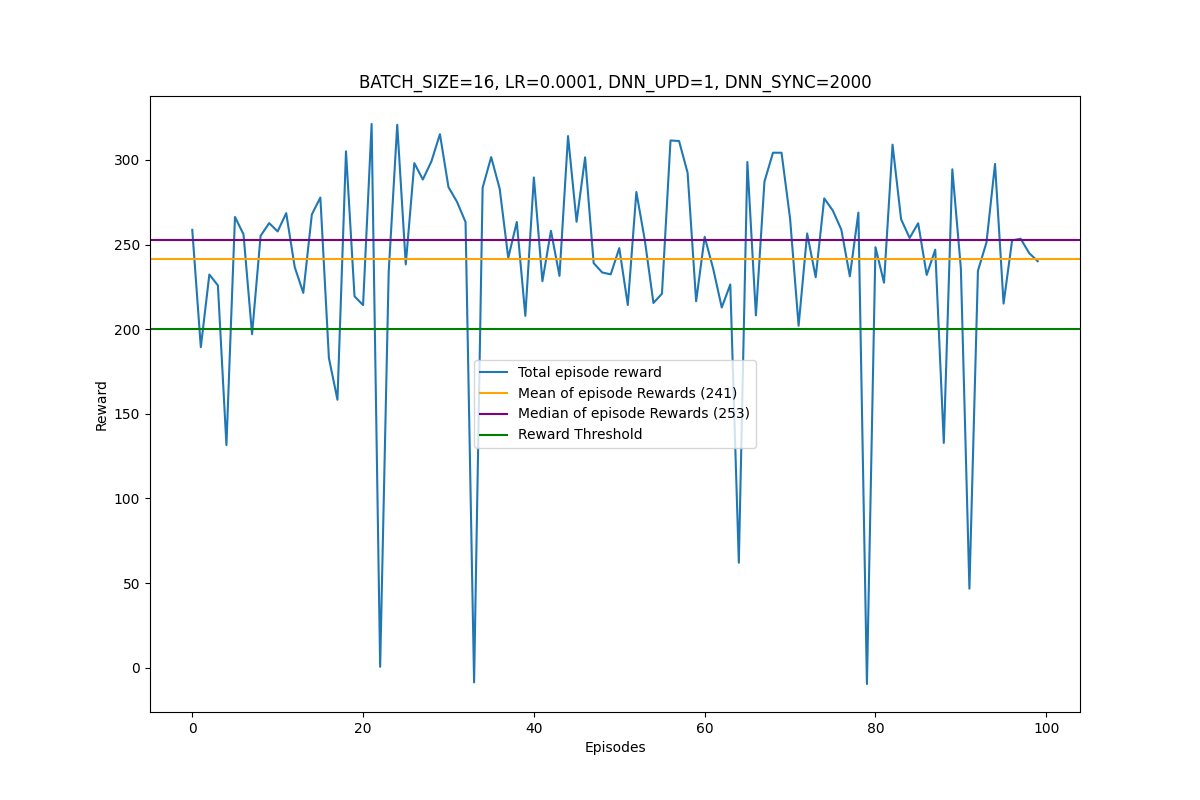 BATCH_SIZE=16, LR=0.0001, DNN_UPD=1, DNN_SYNC=2000
Reward
300
250
200
150
100
50
0
Total episode reward
Mean of episode Rewards (241)
Median of episode Rewards (253)
Reward Threshold
0 20 40 60 80 100
Episodes